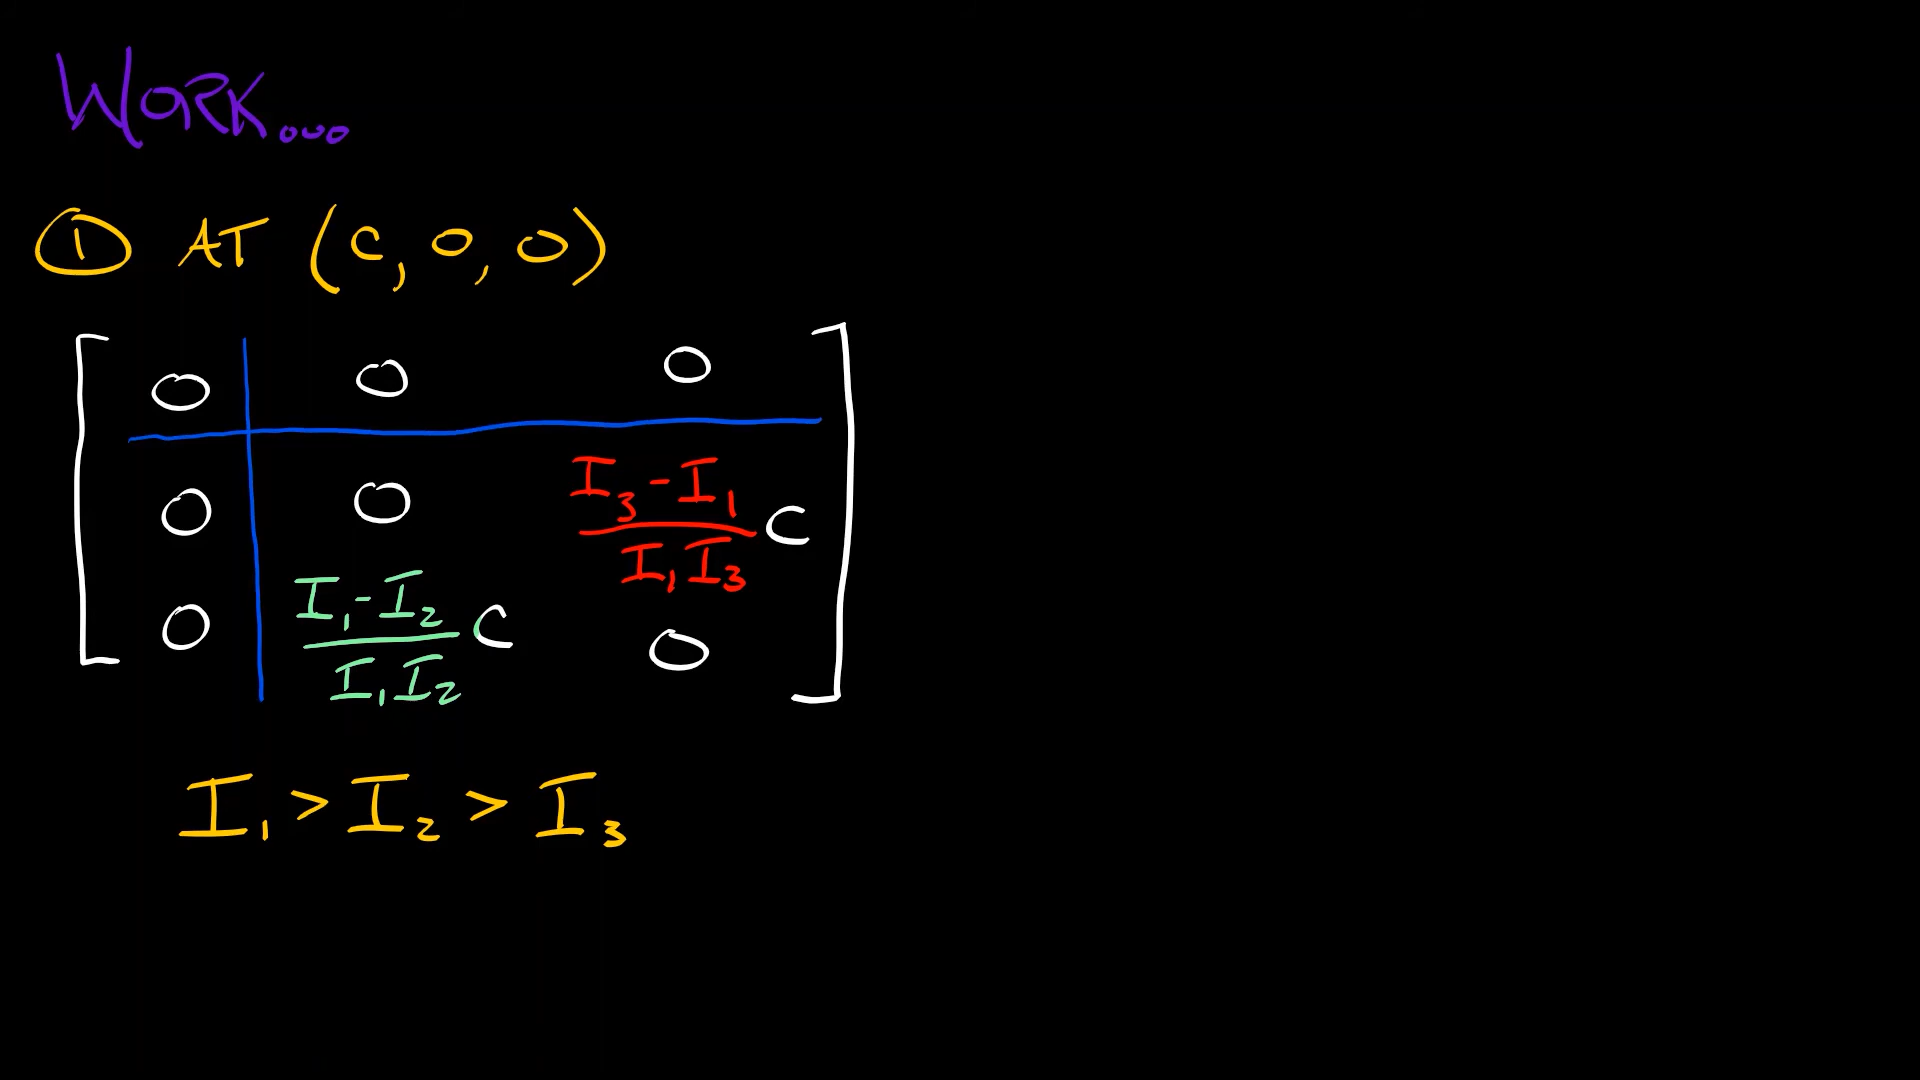 WORK...
① AT (C, 0, 0)
[ 0 0 0
0 0 (I₃-I₁)/(I₁I₃) C
0 (I₁-I₂)/(I₁I₂) C 0 ]
I₁ > I₂ > I₃